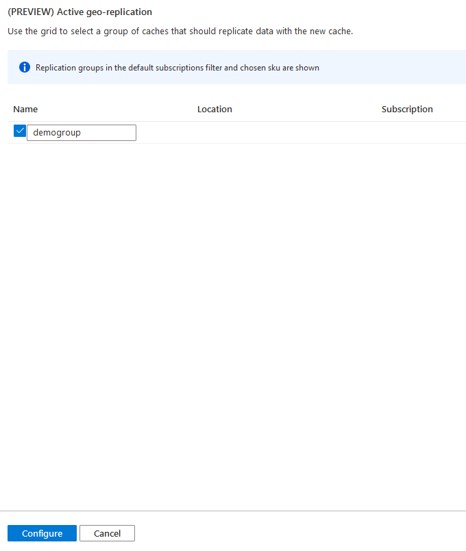 (PREVIEW) Active geo-replication
Use the grid to select a group of caches that should replicate data with the new cache.
Replication groups in the default subscriptions filter and chosen sku are shown
Name Location Subscription
demogroup
Configure Cancel